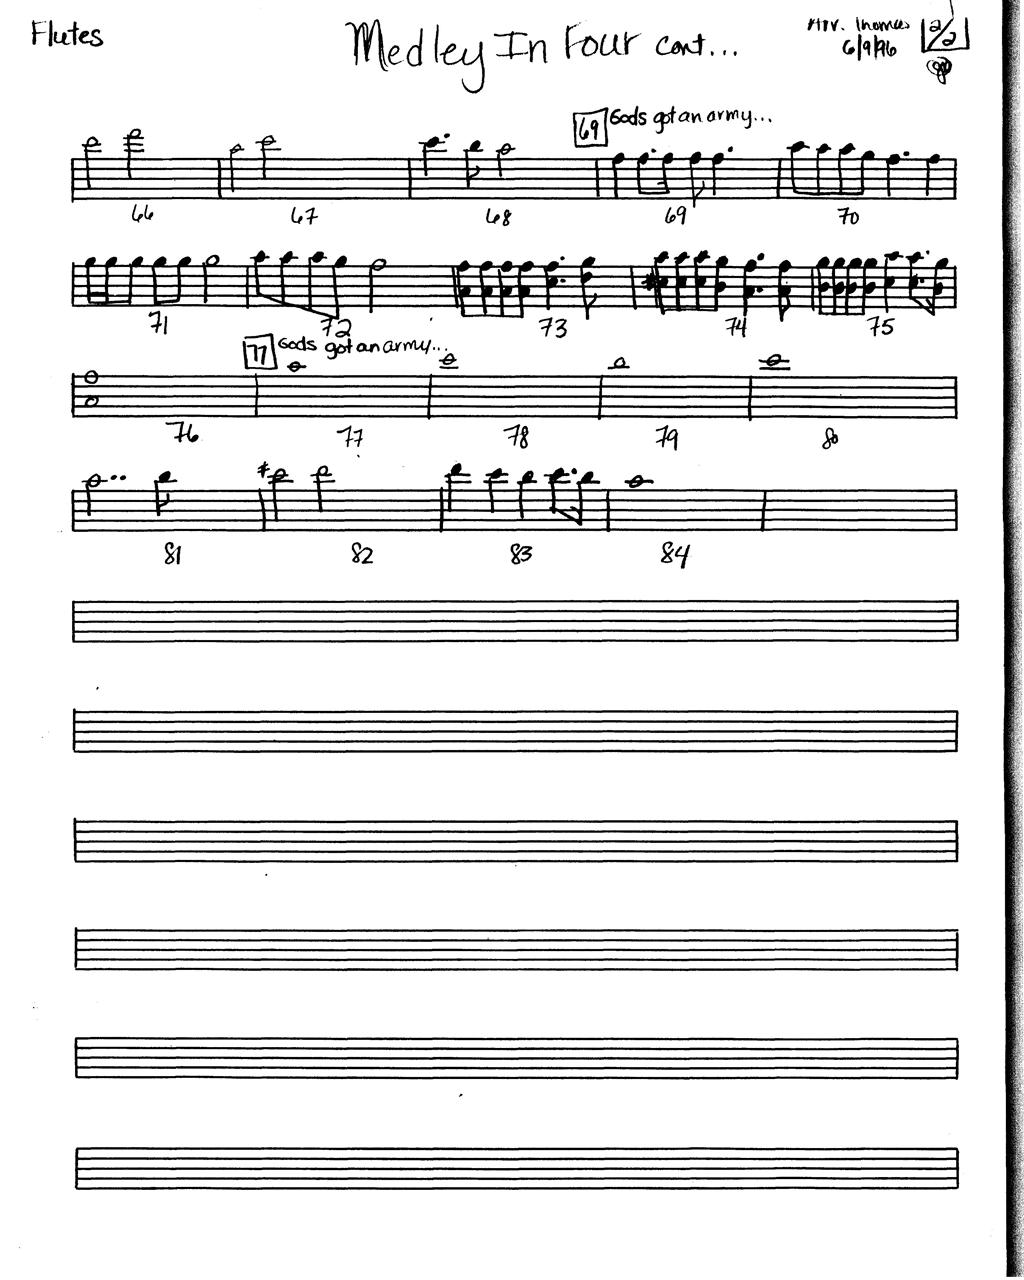 Flutes
Medley In Four cont...
Arr. Thomas
6/9/96
2/2
69 Gods got an army...
66 67 68 69 70
71 72 73 74 75
77 Gods got an army...
76 77 78 79 80
81 82 83 84